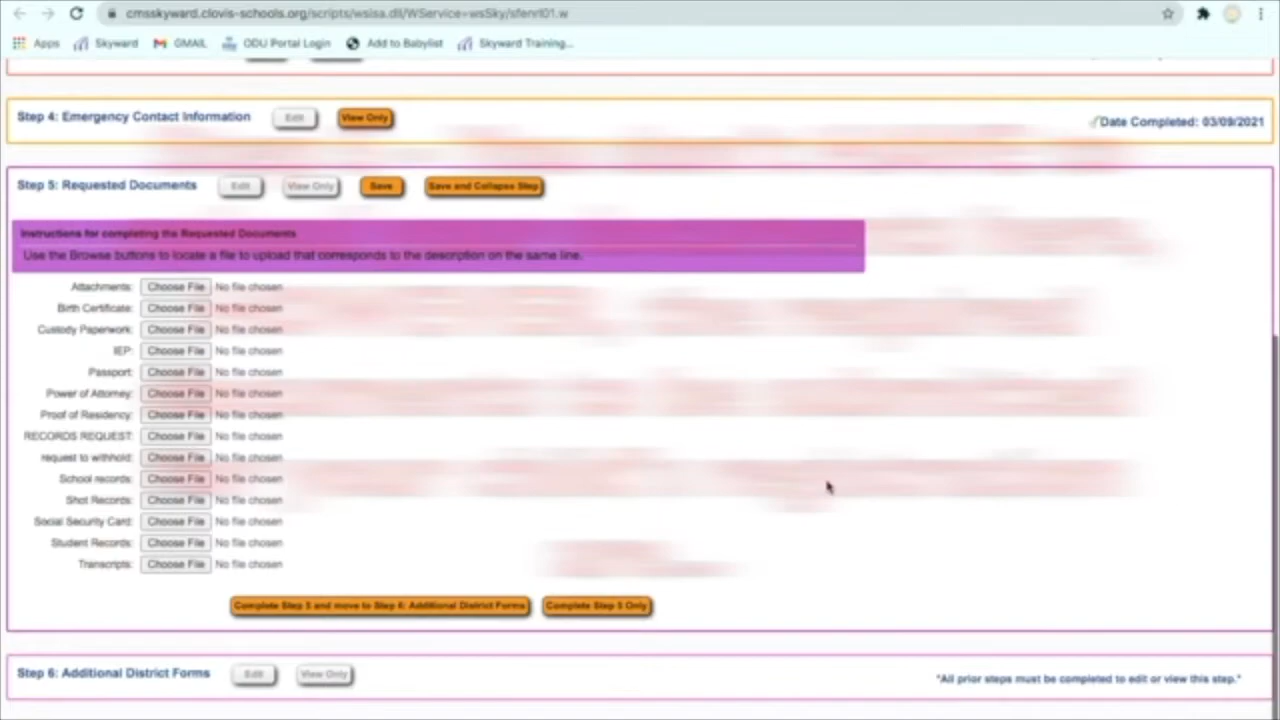 cmsskyward.clovis-schools.org/scripts/wsisa.dll/WService=wsSky/sfenrl01.w
Apps Skyward GMAIL ODU Portal Login Add to Babylist Skyward Training...
Step 4: Emergency Contact Information Edit View Only Date Completed: 03/09/2021
Step 5: Requested Documents Edit View Only Save Save and Collapse Step
Instructions for completing the Requested Documents
Use the Browse buttons to locate a file to upload that corresponds to the description on the same line.
Attachments: Choose File No file chosen
Birth Certificate: Choose File No file chosen
Custody Paperwork: Choose File No file chosen
IEP: Choose File No file chosen
Passport: Choose File No file chosen
Power of Attorney: Choose File No file chosen
Proof of Residency: Choose File No file chosen
RECORDS REQUEST: Choose File No file chosen
request to withhold: Choose File No file chosen
School records: Choose File No file chosen
Shot Records: Choose File No file chosen
Social Security Card: Choose File No file chosen
Student Records: Choose File No file chosen
Transcripts: Choose File No file chosen
Complete Step 5 and move to Step 6: Additional District Forms Complete Step 5 Only
Step 6: Additional District Forms Edit View Only *All prior steps must be completed to edit or view this step.*